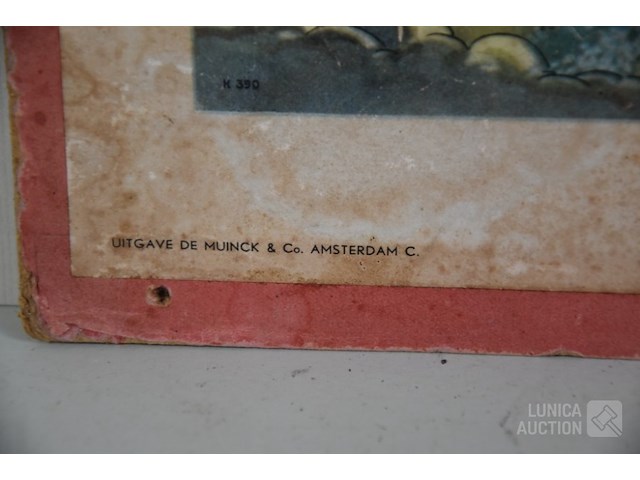 K 390
UITGAVE DE MUINCK & Co. AMSTERDAM C.
LUNICA
AUCTION